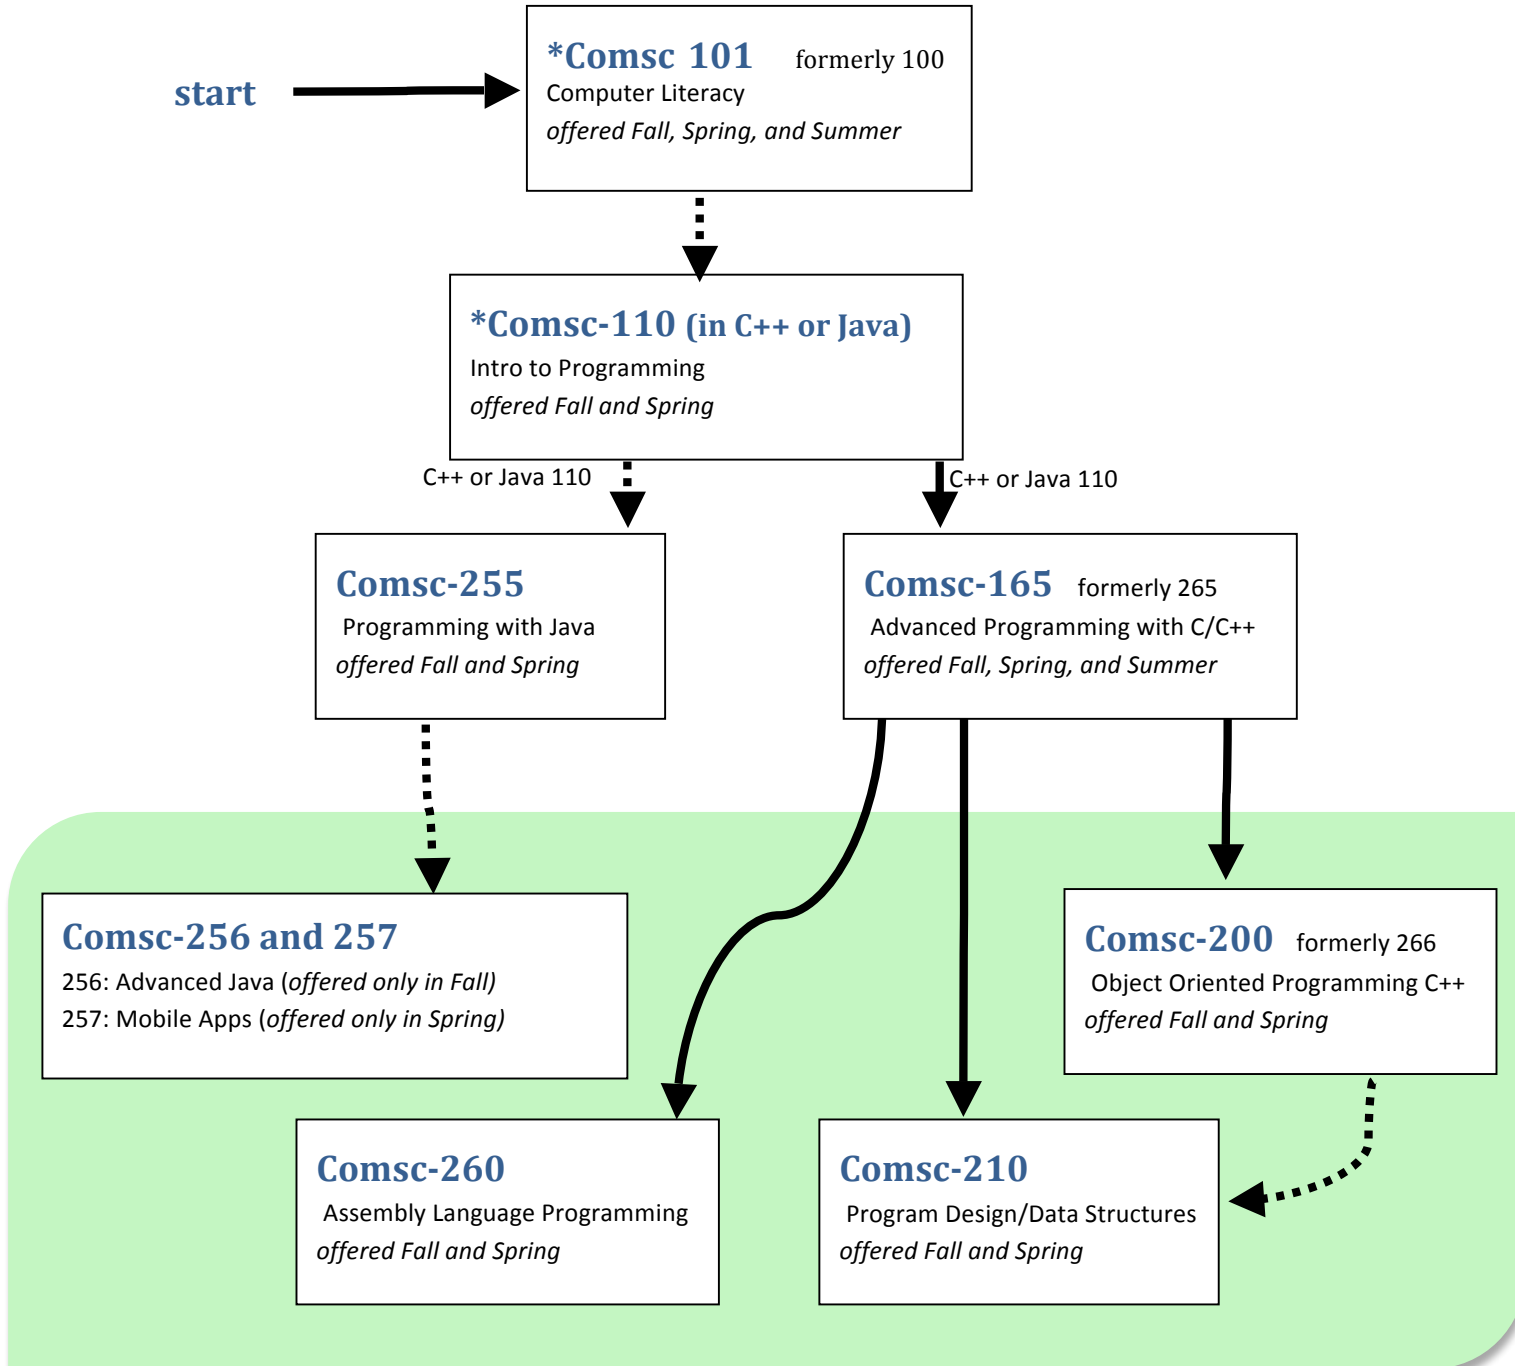 start
*Comsc 101 formerly 100
Computer Literacy
offered Fall, Spring, and Summer
*Comsc-110 (in C++ or Java)
Intro to Programming
offered Fall and Spring
C++ or Java 110
C++ or Java 110
Comsc-255
Programming with Java
offered Fall and Spring
Comsc-165 formerly 265
Advanced Programming with C/C++
offered Fall, Spring, and Summer
Comsc-256 and 257
256: Advanced Java (offered only in Fall)
257: Mobile Apps (offered only in Spring)
Comsc-200 formerly 266
Object Oriented Programming C++
offered Fall and Spring
Comsc-260
Assembly Language Programming
offered Fall and Spring
Comsc-210
Program Design/Data Structures
offered Fall and Spring